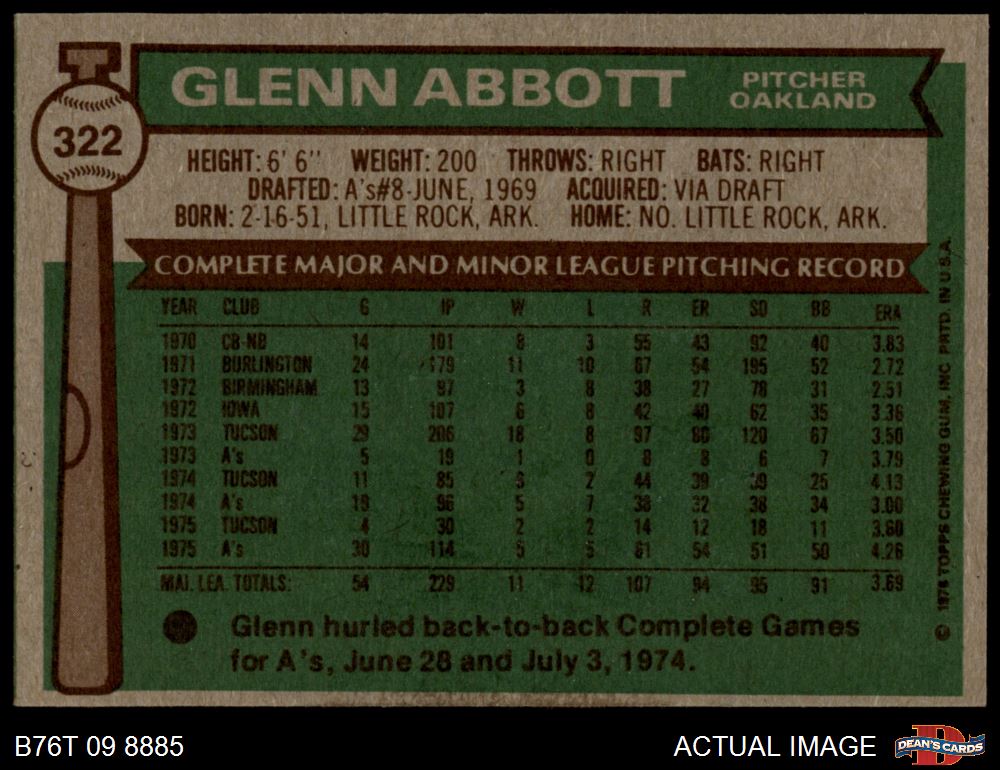 GLENN ABBOTT
PITCHER
OAKLAND
322
HEIGHT: 6' 6" WEIGHT: 200 THROWS: RIGHT BATS: RIGHT
DRAFTED: A's#8-JUNE, 1969 ACQUIRED: VIA DRAFT
BORN: 2-16-51, LITTLE ROCK, ARK. HOME: NO. LITTLE ROCK, ARK.
COMPLETE MAJOR AND MINOR LEAGUE PITCHING RECORD
YEAR CLUB G IP W L R ER SO BB ERA
1970 CB-NB 14 101 8 3 55 43 92 40 3.83
1971 BURLINGTON 24 179 11 10 67 54 195 52 2.72
1972 BIRMINGHAM 13 97 3 8 38 27 78 31 2.51
1972 IOWA 15 107 6 8 42 40 62 35 3.36
1973 TUCSON 29 206 18 8 97 80 120 67 3.50
1973 A's 5 19 1 0 8 8 6 7 3.79
1974 TUCSON 11 85 2 44 39 25 4.13
1974 A's 19 96 5 7 38 32 38 34 3.00
1975 TUCSON 4 30 2 2 14 12 18 11 3.60
1975 A's 30 114 5 5 61 54 51 50 4.26
MAJ. LEA. TOTALS: 54 229 11 12 107 94 95 91 3.69
Glenn hurled back-to-back Complete Games
for A's, June 28 and July 3, 1974.
© 1976 TOPPS CHEWING GUM, INC. PRTD. IN U.S.A.
B76T 09 8885
ACTUAL IMAGE
D
DEAN'S CARDS